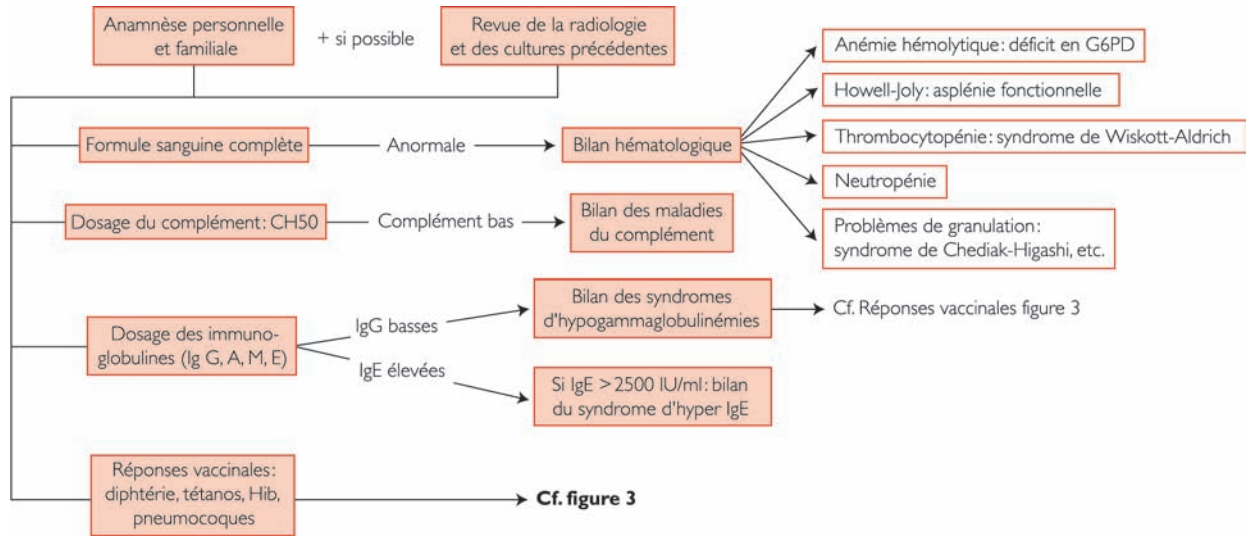 Anamnèse personnelle
et familiale
+ si possible
Revue de la radiologie
et des cultures précédentes
Formule sanguine complète
Anormale
Bilan hématologique
Anémie hémolytique: déficit en G6PD
Howell-Joly: asplénie fonctionnelle
Thrombocytopénie: syndrome de Wiskott-Aldrich
Neutropénie
Problèmes de granulation:
syndrome de Chediak-Higashi, etc.
Dosage du complément: CH50
Complément bas
Bilan des maladies
du complément
Dosage des immuno-
globulines (Ig G, A, M, E)
IgG basses
Bilan des syndromes
d'hypogammaglobulinémies
Cf. Réponses vaccinales figure 3
IgE élevées
Si IgE > 2500 IU/ml: bilan
du syndrome d'hyper IgE
Réponses vaccinales:
diphtérie, tétanos, Hib,
pneumocoques
Cf. figure 3